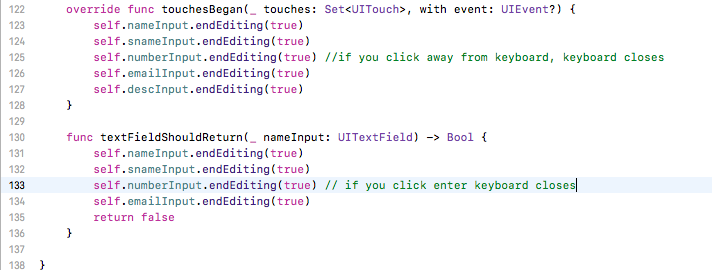 122 override func touchesBegan(_ touches: Set<UITouch>, with event: UIEvent?) {
123 self.nameInput.endEditing(true)
124 self.snameInput.endEditing(true)
125 self.numberInput.endEditing(true) //if you click away from keyboard, keyboard closes
126 self.emailInput.endEditing(true)
127 self.descInput.endEditing(true)
128 }
129
130 func textFieldShouldReturn(_ nameInput: UITextField) -> Bool {
131 self.nameInput.endEditing(true)
132 self.snameInput.endEditing(true)
133 self.numberInput.endEditing(true) // if you click enter keyboard closes
134 self.emailInput.endEditing(true)
135 return false
136 }
137
138 }